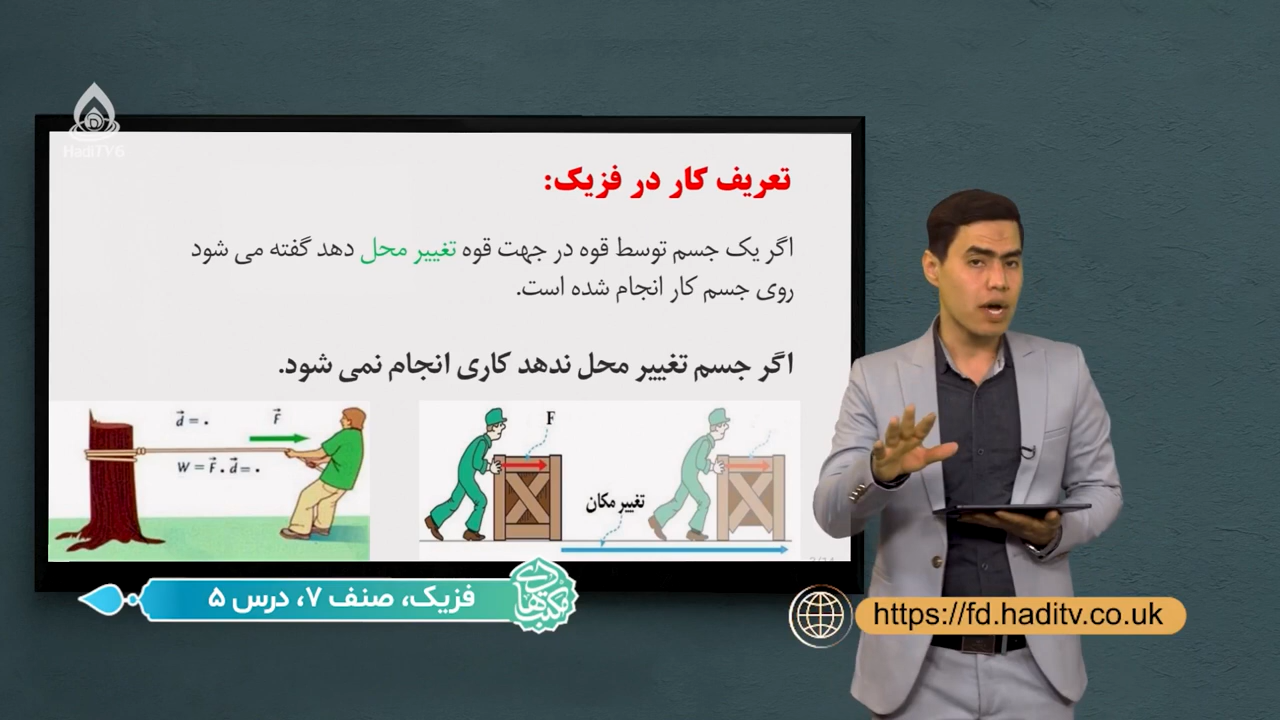 HadiTV6
تعریف کار در فزیک:
اگر یک جسم توسط قوه در جهت قوه تغییر محل دهد گفته می شود
روی جسم کار انجام شده است.
اگر جسم تغییر محل ندهد کاری انجام نمی شود.
d⃗ = ۰
F⃗
W = F⃗ . d⃗ = ۰
F
تغییر مکان
فزیک، صنف ۷، درس ۵
مکتب هادی
https://fd.haditv.co.uk